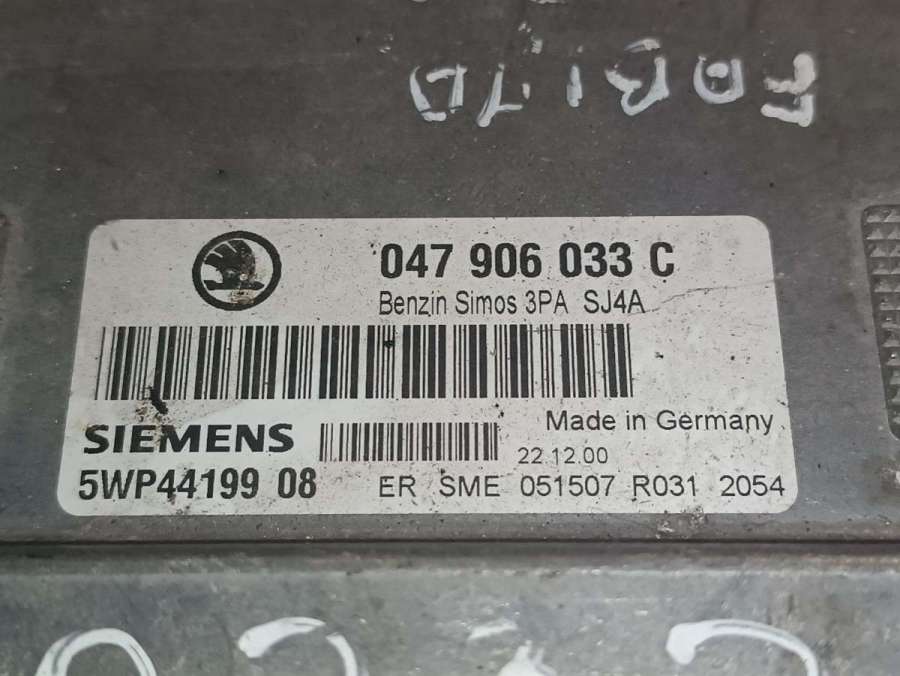 FABIJA
047 906 033 C
Benzin Simos 3PA SJ4A
Made in Germany
SIEMENS
22 12.00
5WP44199 08
ER SME 051507 R031 2054